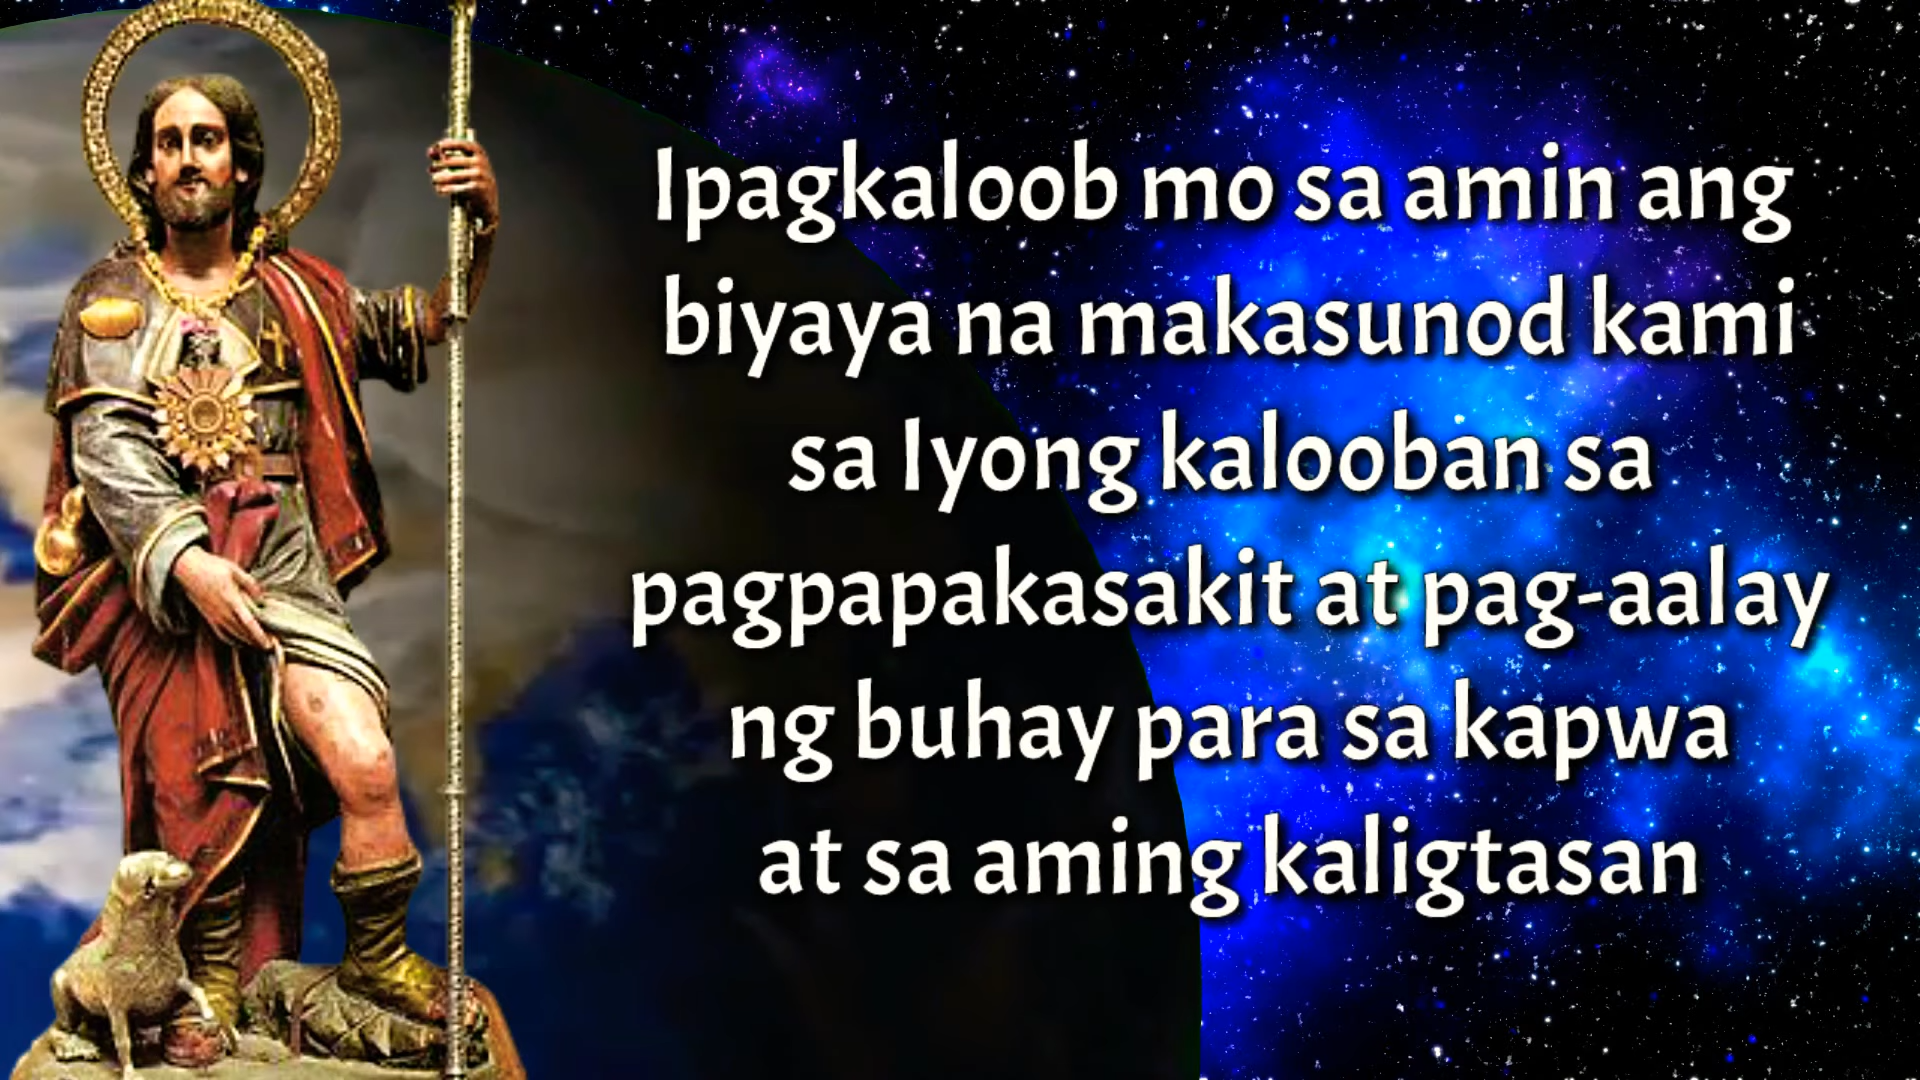 Ipagkaloob mo sa amin ang
biyaya na makasunod kami
sa Iyong kalooban sa
pagpapakasakit at pag-aalay
ng buhay para sa kapwa
at sa aming kaligtasan